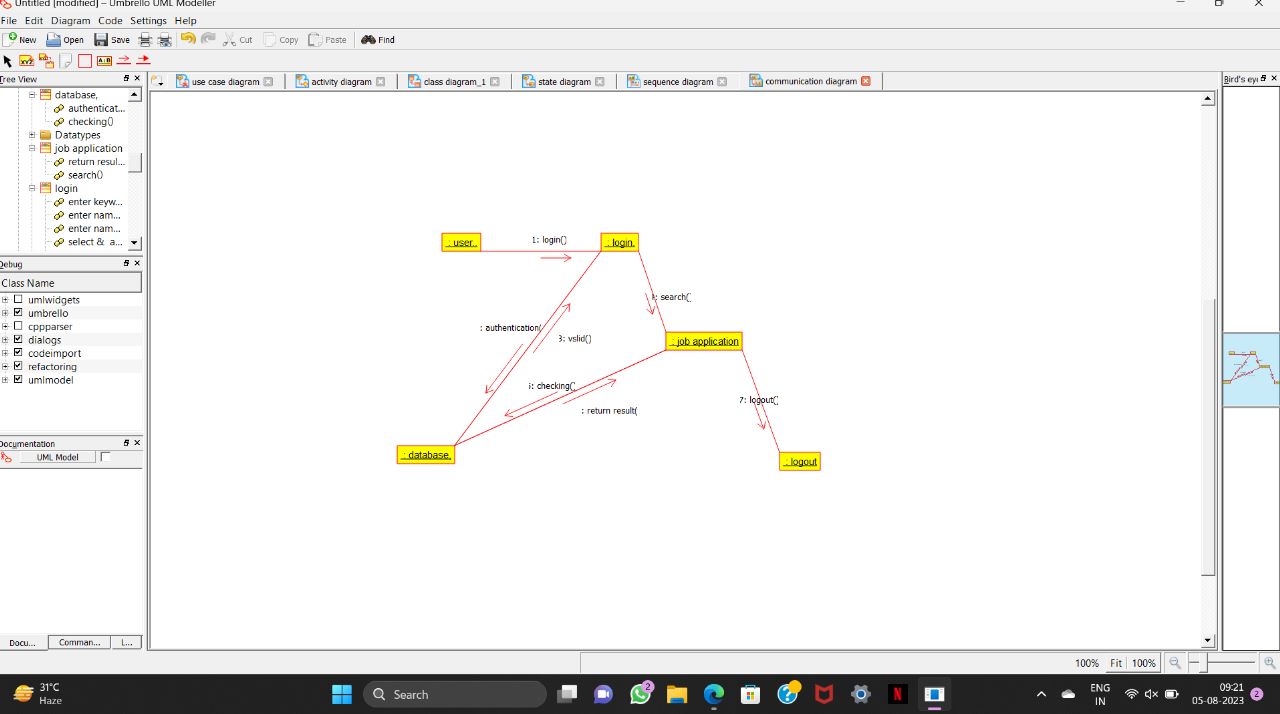 Untitled [modified] – Umbrello UML Modeller
File Edit Diagram Code Settings Help
New Open Save Cut Copy Paste Find
Tree View
use case diagram activity diagram class diagram_1 state diagram sequence diagram communication diagram
Bird's ey
database,
authenticat...
checking()
Datatypes
job application
return resul...
search()
login
enter keyw...
enter nam...
enter nam...
select & a...
Debug
Class Name
umlwidgets
umbrello
cppparser
dialogs
codeimport
refactoring
umlmodel
Documentation
UML Model
Docu... Comman... L...
: user..
1: login()
: login.
: search()
: authentication(
3: vslid()
: job application
: checking(
: return result(
7: logout()
: database,
: logout
100% Fit 100%
31°C
Haze
Search
2
ENG
IN
09:21
05-08-2023
2